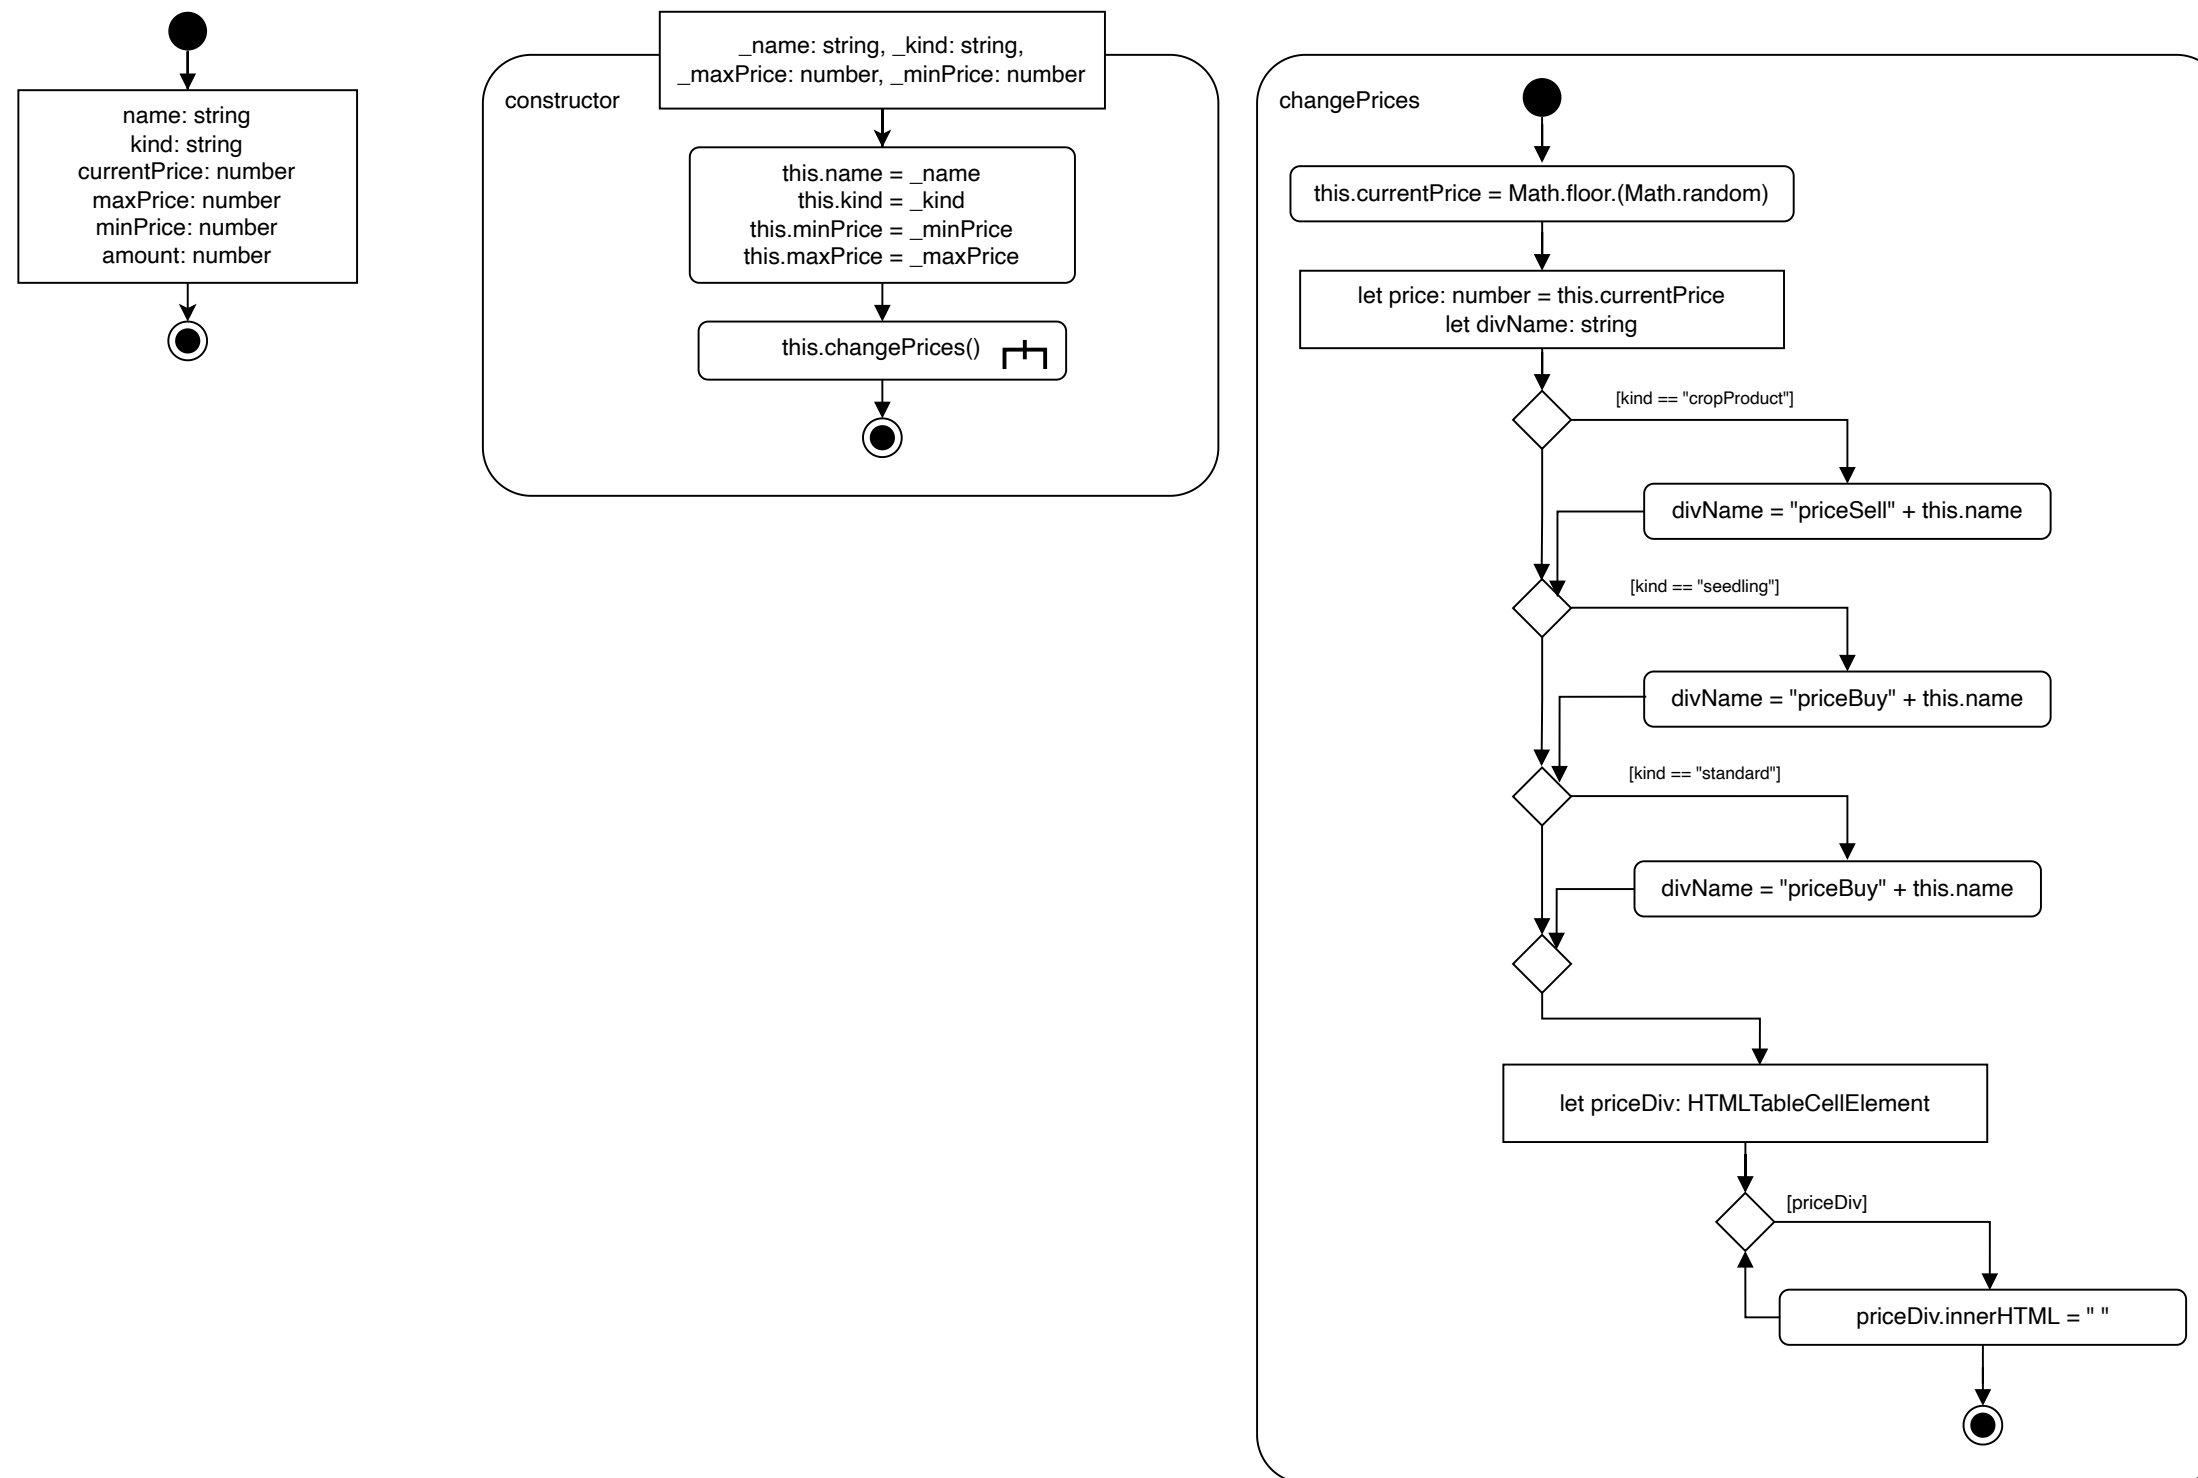 name: string
kind: string
currentPrice: number
maxPrice: number
minPrice: number
amount: number
constructor
_name: string, _kind: string,
_maxPrice: number, _minPrice: number
this.name = _name
this.kind = _kind
this.minPrice = _minPrice
this.maxPrice = _maxPrice
this.changePrices()
changePrices
this.currentPrice = Math.floor.(Math.random)
let price: number = this.currentPrice
let divName: string
[kind == "cropProduct"]
divName = "priceSell" + this.name
[kind == "seedling"]
divName = "priceBuy" + this.name
[kind == "standard"]
divName = "priceBuy" + this.name
let priceDiv: HTMLTableCellElement
[priceDiv]
priceDiv.innerHTML = " "